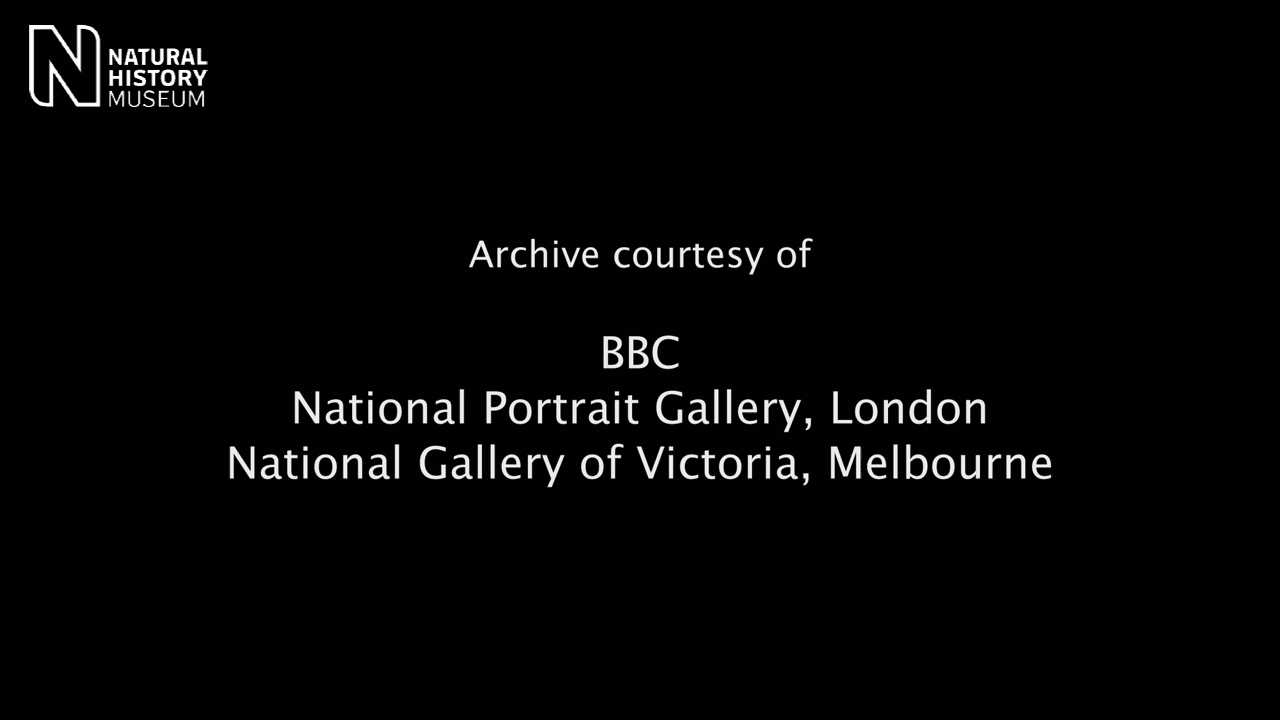 NATURAL
HISTORY
MUSEUM
Archive courtesy of
BBC
National Portrait Gallery, London
National Gallery of Victoria, Melbourne